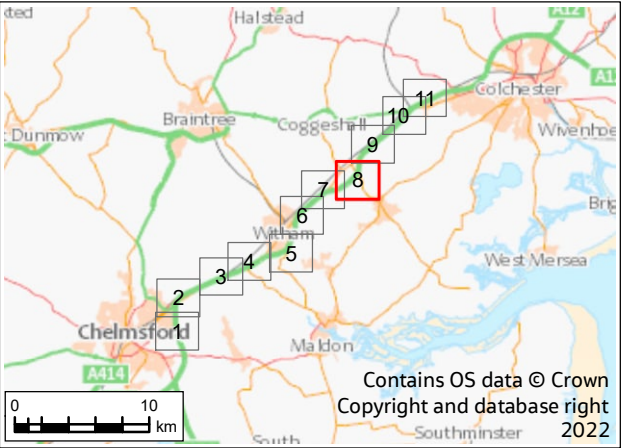 Halstead
A12
Colchester
A1
Braintree
Coggeshall
Dunmow
Wivenhoe
11
10
9
8
7
6
Witham
5
4
3
2
1
West Mersea
Brig
Chelmsford
Maldon
A414
0 10
km
Contains OS data © Crown
Copyright and database right
2022
South
Southminster